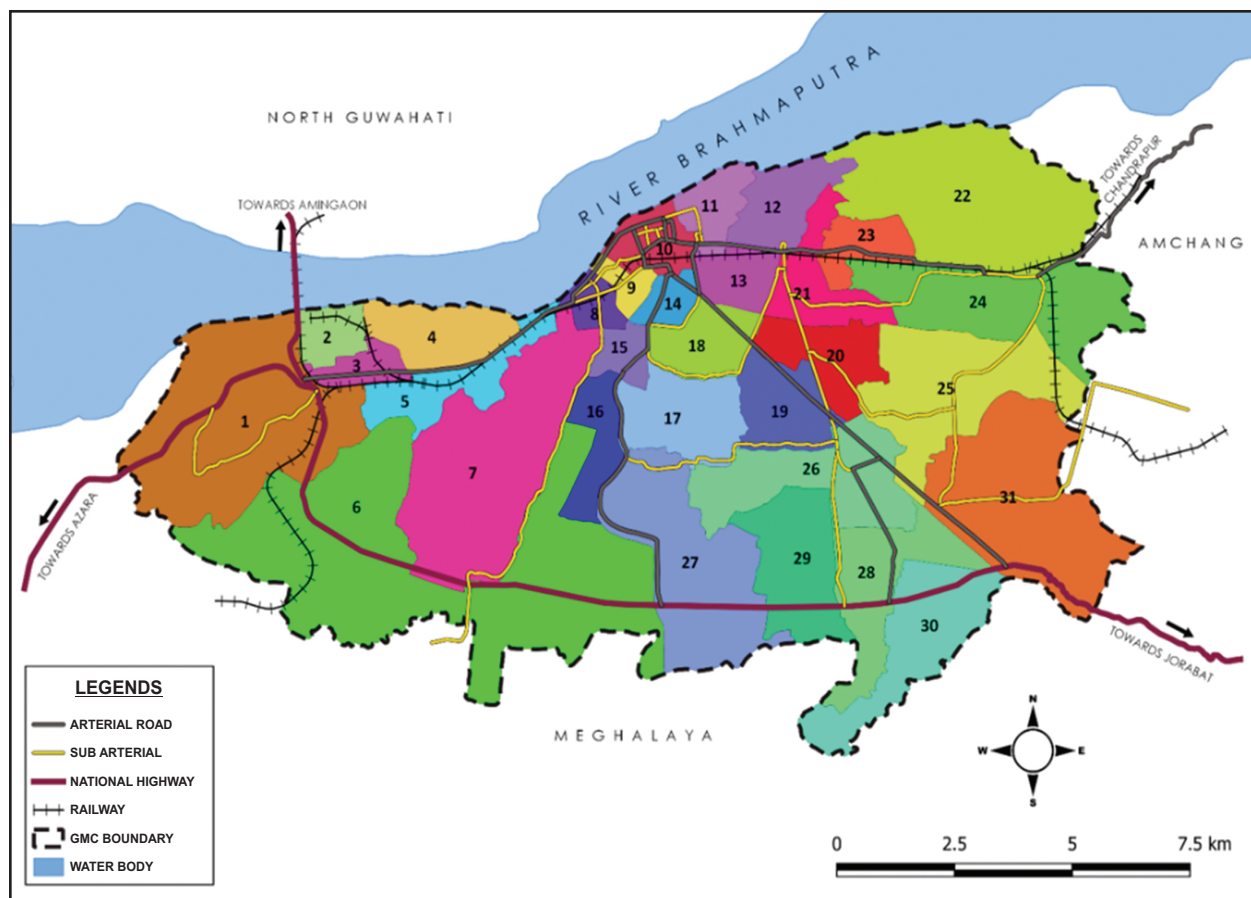 NORTH GUWAHATI
RIVER BRAHMAPUTRA
TOWARDS CHANDRAPUR
TOWARDS AMINGAON
AMCHANG
22
11
12
23
10
13
9
21
24
14
8
2
4
3
18
15
20
5
25
16
1
17
19
7
26
6
31
27
29
28
30
TOWARDS AZARA
TOWARDS JORABAT
MEGHALAYA
LEGENDS
ARTERIAL ROAD
SUB ARTERIAL
NATIONAL HIGHWAY
RAILWAY
GMC BOUNDARY
WATER BODY
N
W E
S
0 2.5 5 7.5 km